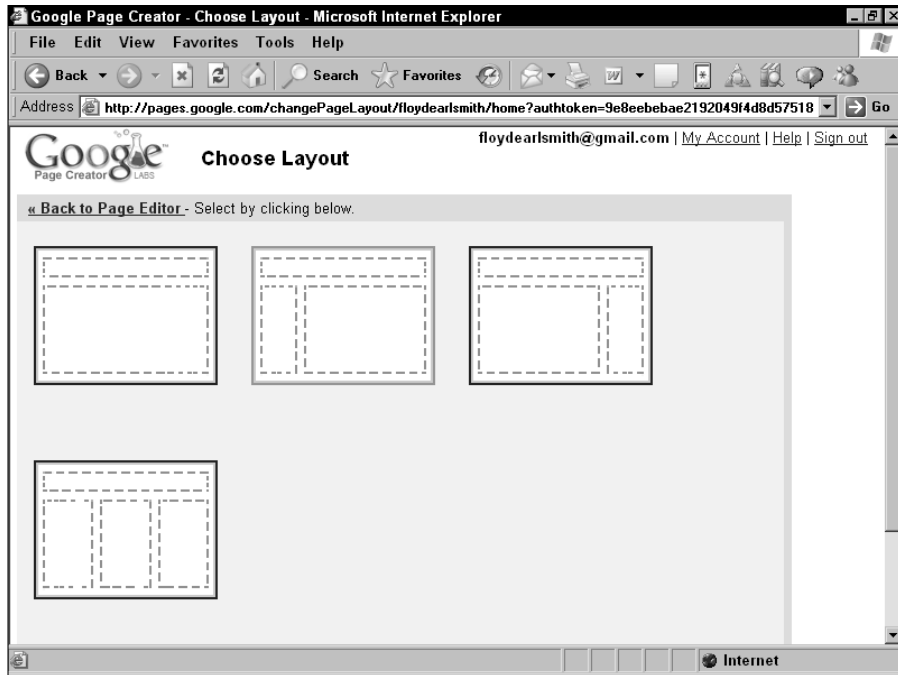 Google Page Creator - Choose Layout - Microsoft Internet Explorer
File Edit View Favorites Tools Help
Back Search Favorites
Address http://pages.google.com/changePageLayout/floydearlsmith/home?authtoken=9e8eebebae2192049f4d8d57518 Go
floydearlsmith@gmail.com | My Account | Help | Sign out
Google™
Page Creator LABS
Choose Layout
« Back to Page Editor - Select by clicking below.
Internet